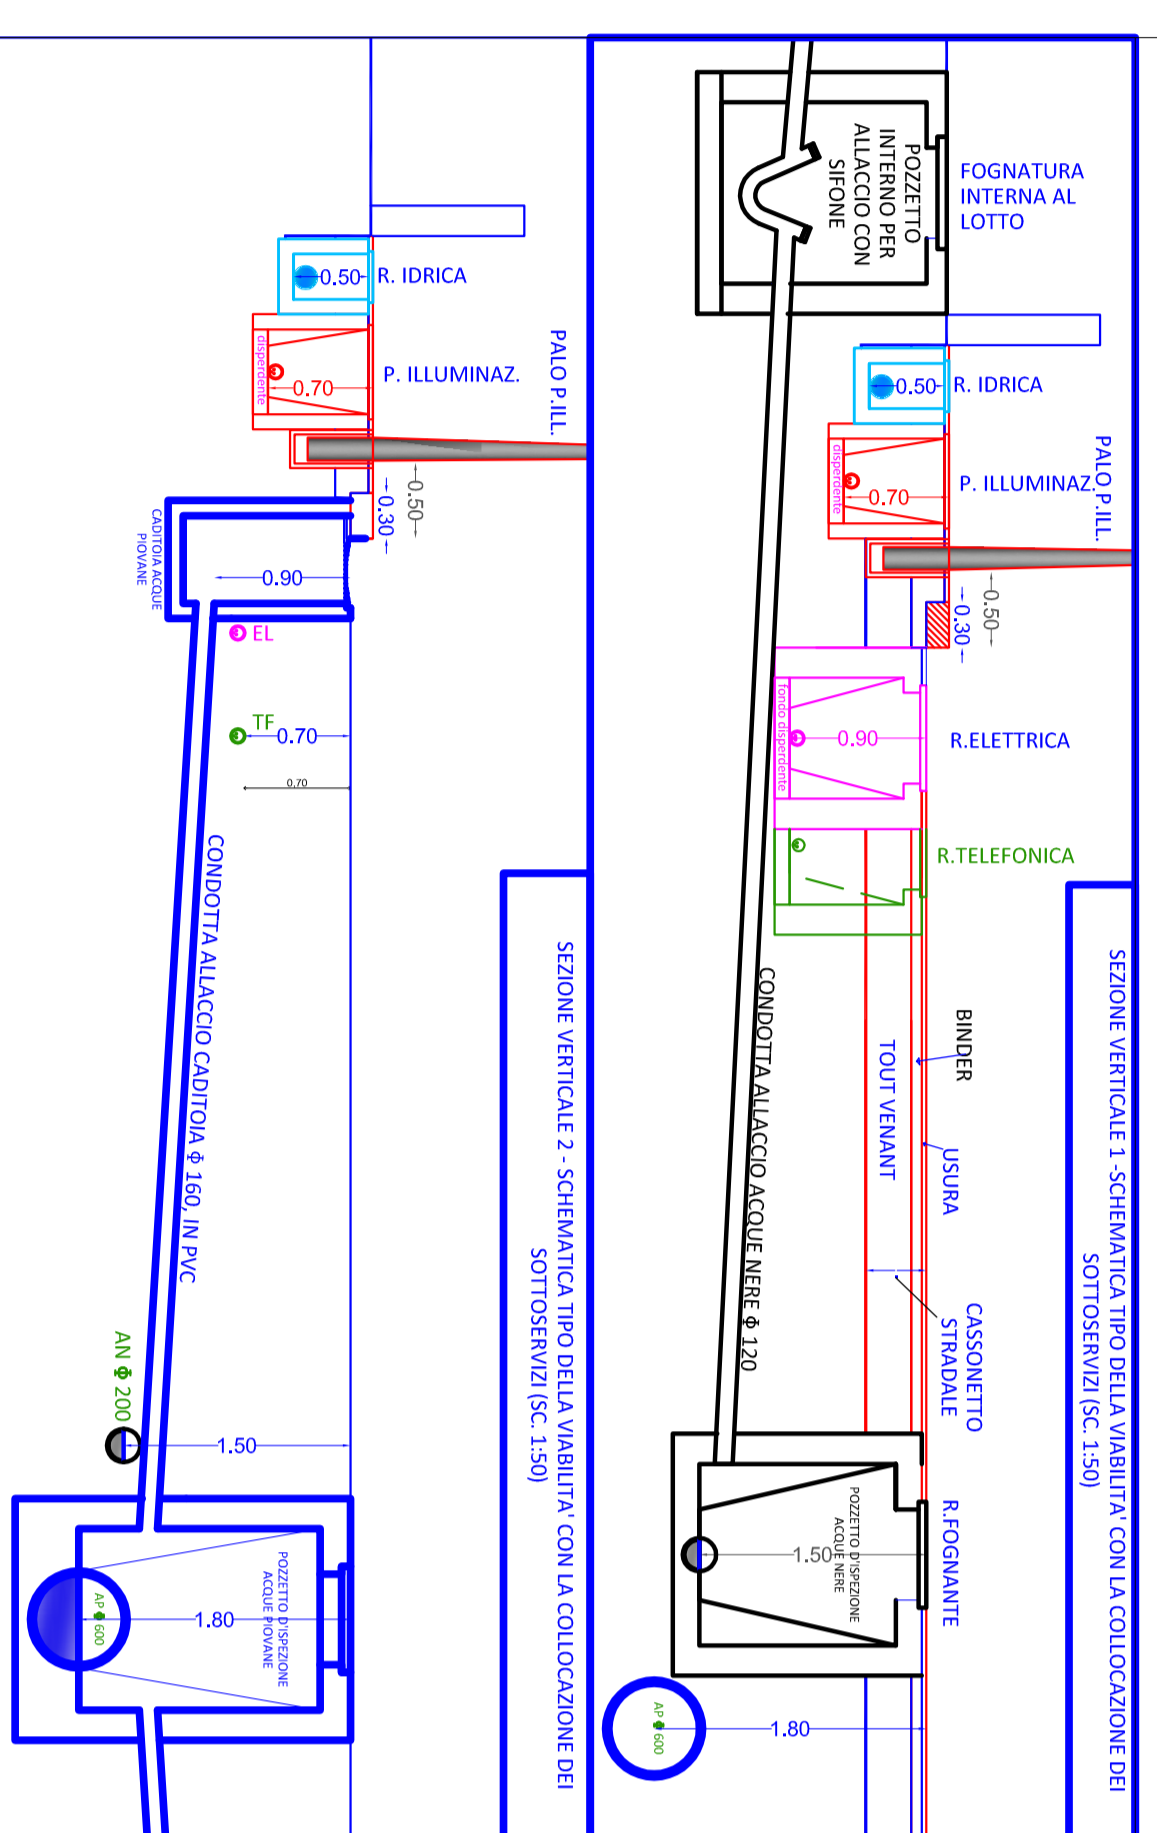 SEZIONE VERTICALE 1 -SCHEMATICA TIPO DELLA VIABILITA' CON LA COLLOCAZIONE DEI
SOTTOSERVIZI (SC. 1:50)
FOGNATURA
INTERNA AL
LOTTO
POZZETTO
INTERNO PER
ALLACCIO CON
SIFONE
R. IDRICA
0.50
P. ILLUMINAZ.
0.70
disperdente
PALO P.ILL.
0.50
0.30
R.ELETTRICA
0.90
fondo disperdente
R.TELEFONICA
BINDER
TOUT VENANT
USURA
CASSONETTO
STRADALE
CONDOTTA ALLACCIO ACQUE NERE Φ 120
R.FOGNANTE
POZZETTO D'ISPEZIONE
ACQUE NERE
1.50
1.80
AP Φ 600
SEZIONE VERTICALE 2 - SCHEMATICA TIPO DELLA VIABILITA' CON LA COLLOCAZIONE DEI
SOTTOSERVIZI (SC. 1:50)
R. IDRICA
0.50
P. ILLUMINAZ.
0.70
disperdente
PALO P.ILL.
0.50
0.30
0.90
CADITOIA ACQUE
PIOVANE
EL
TF
0.70
0.70
CONDOTTA ALLACCIO CADITOIA Φ 160, IN PVC
AN Φ 200
1.50
POZZETTO D'ISPEZIONE
ACQUE PIOVANE
1.80
AP Φ 600